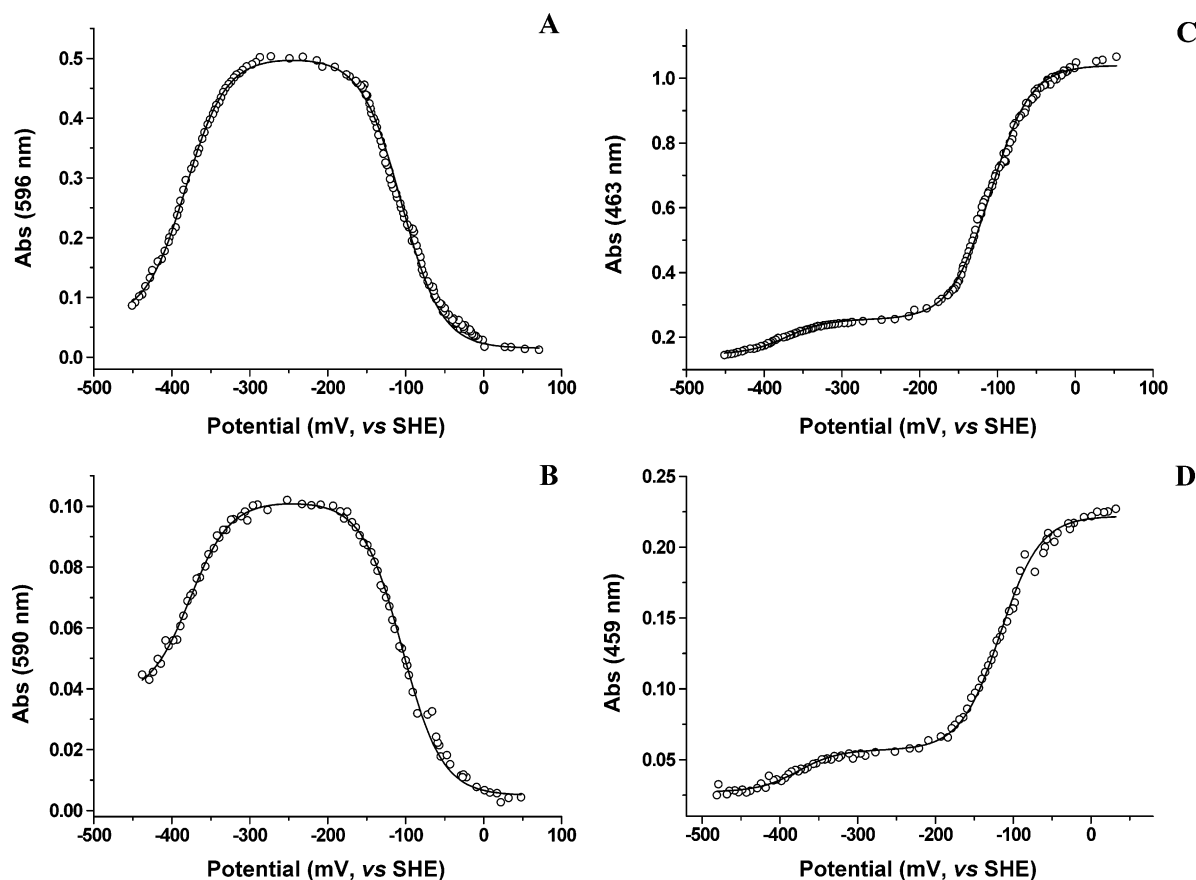 A
Abs (596 nm)
0.5
0.4
0.3
0.2
0.1
0.0
-500 -400 -300 -200 -100 0 100
Potential (mV, vs SHE)
C
Abs (463 nm)
1.0
0.8
0.6
0.4
0.2
-500 -400 -300 -200 -100 0 100
Potential (mV, vs SHE)
B
Abs (590 nm)
0.10
0.08
0.06
0.04
0.02
0.00
-500 -400 -300 -200 -100 0 100
Potential (mV, vs SHE)
D
Abs (459 nm)
0.25
0.20
0.15
0.10
0.05
-500 -400 -300 -200 -100 0
Potential (mV, vs SHE)